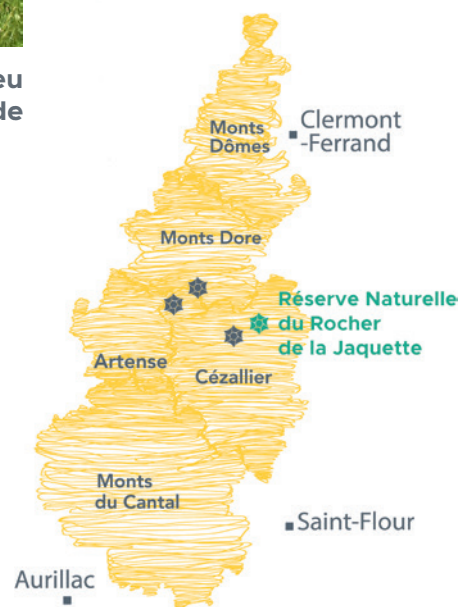 eu
de
Monts
Dômes
Clermont
-Ferrand
Monts Dore
Réserve Naturelle
du Rocher
de la Jaquette
Artense
Cézallier
Monts
du Cantal
Saint-Flour
Aurillac